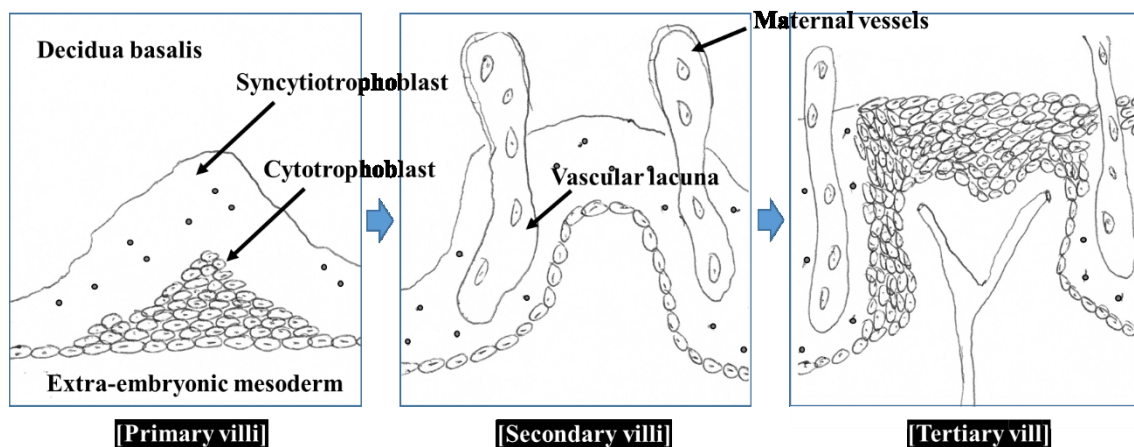 Decidua basalis
Syncytiotrophoblast
Cytotrophoblast
Extra-embryonic mesoderm
[Primary villi]
Maternal vessels
Vascular lacuna
[Secondary villi]
[Tertiary vill]